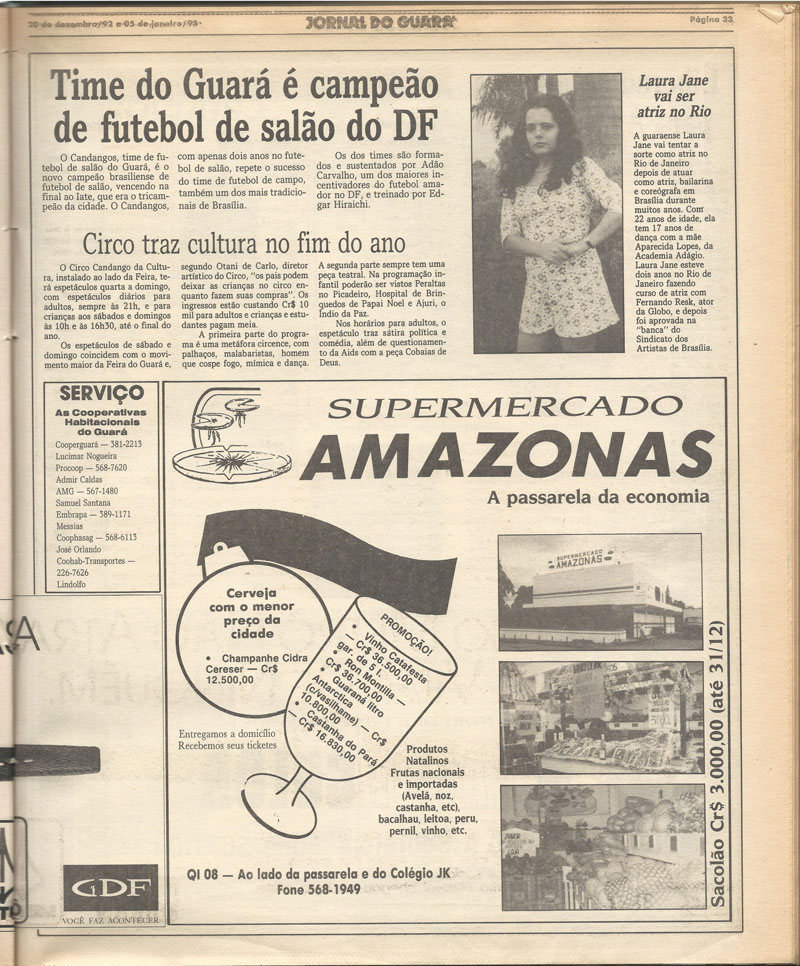 20 de dezembro/92 a 05 de janeiro/93
JORNAL DO GUARÁ
Página 33
Time do Guará é campeão
de futebol de salão do DF
O Candangos, time de fu-
tebol de salão do Guará, é o
novo campeão brasiliense de
futebol de salão, vencendo na
final ao late, que era o tricam-
peão da cidade. O Candangos,
com apenas dois anos no fute-
bol de salão, repete o sucesso
do time de futebol de campo,
também um dos mais tradicio-
nais de Brasília.
Os dos times são forma-
dos e sustentados por Adão
Carvalho, um dos maiores in-
centivadores do futebol ama-
dor no DF, e treinado por Ed-
gar Hiraichi.
Circo traz cultura no fim do ano
O Circo Candango da Cultu-
ra, instalado ao lado da Feira, te-
rá espetáculos quarta a domingo,
com espetáculos diários para
adultos, sempre às 21h, e para
crianças aos sábados e domingos
às 10h e às 16h30, até o final do
ano.
Os espetáculos de sábado e
domingo coincidem com o movi-
mento maior da Feira do Guará e,
segundo Otani de Carlo, diretor
artístico do Circo, "os pais podem
deixar as crianças no circo en-
quanto fazem suas compras". Os
ingressos estão custando Cr$ 10
mil para adultos e crianças e estu-
dantes pagam meia.
A primeira parte do progra-
ma é uma metáfora circence, com
palhaços, malabaristas, homem
que cospe fogo, mímica e dança.
A segunda parte sempre tem uma
peça teatral. Na programação in-
fantil poderão ser vistos Peraltas
no Picadeiro, Hospital de Brin-
quedos de Papai Noel e Ajuri, o
Índio da Paz.
Nos horários para adultos, o
espetáculo traz sátira política e
comédia, além de questionamen-
to da Aids com a peça Cobaias de
Deus.
Laura Jane
vai ser
atriz no Rio
A guaraense Laura
Jane vai tentar a
sorte como atriz no
Rio de Janeiro
depois de atuar
como atriz, bailarina
e coreógrafa em
Brasília durante
muitos anos. Com
22 anos de idade, ela
tem 17 anos de
dança com a mãe
Aparecida Lopes, da
Academia Adágio.
Laura Jane esteve
dois anos no Rio de
Janeiro fazendo
curso de atriz com
Fernando Resk, ator
da Globo, e depois
foi aprovada na
"banca" do
Sindicato dos
Artistas de Brasília.
SERVIÇO
As Cooperativas
Habitacionais
do Guará
Cooperguará — 381-2213
Lucimar Nogueira
Procoop — 568-7620
Admir Caldas
AMG — 567-1480
Samuel Santana
Embrapa — 389-1171
Messias
Coophasag — 568-6113
José Orlando
Coohab-Transportes —
226-7626
Lindolfo
GDF
VOCÊ FAZ ACONTECER
SUPERMERCADO
AMAZONAS
A passarela da economia
Cerveja
com o menor
preço da
cidade
• Champanhe Cidra
Cereser — Cr$
12.500,00
PROMOÇÃO!
• Vinho Catafesta
— Cr$ 36.500,00
gar. de 5 l.
• Ron Montilla —
Cr$ 36.700,00
• Guaraná litro
Antarctica
(c/vasilhame) — Cr$
10.800,00
• Castanha do Pará
— Cr$ 16.830,00
Entregamos a domicílio
Recebemos seus tickets
Produtos
Natalinos
Frutas nacionais
e importadas
(Avelã, noz,
castanha, etc),
bacalhau, leitoa, peru,
pernil, vinho, etc.
SUPERMERCADO
AMAZONAS
Sacolão Cr$ 3.000,00 (até 31/12)
QI 08 — Ao lado da passarela e do Colégio JK
Fone 568-1949